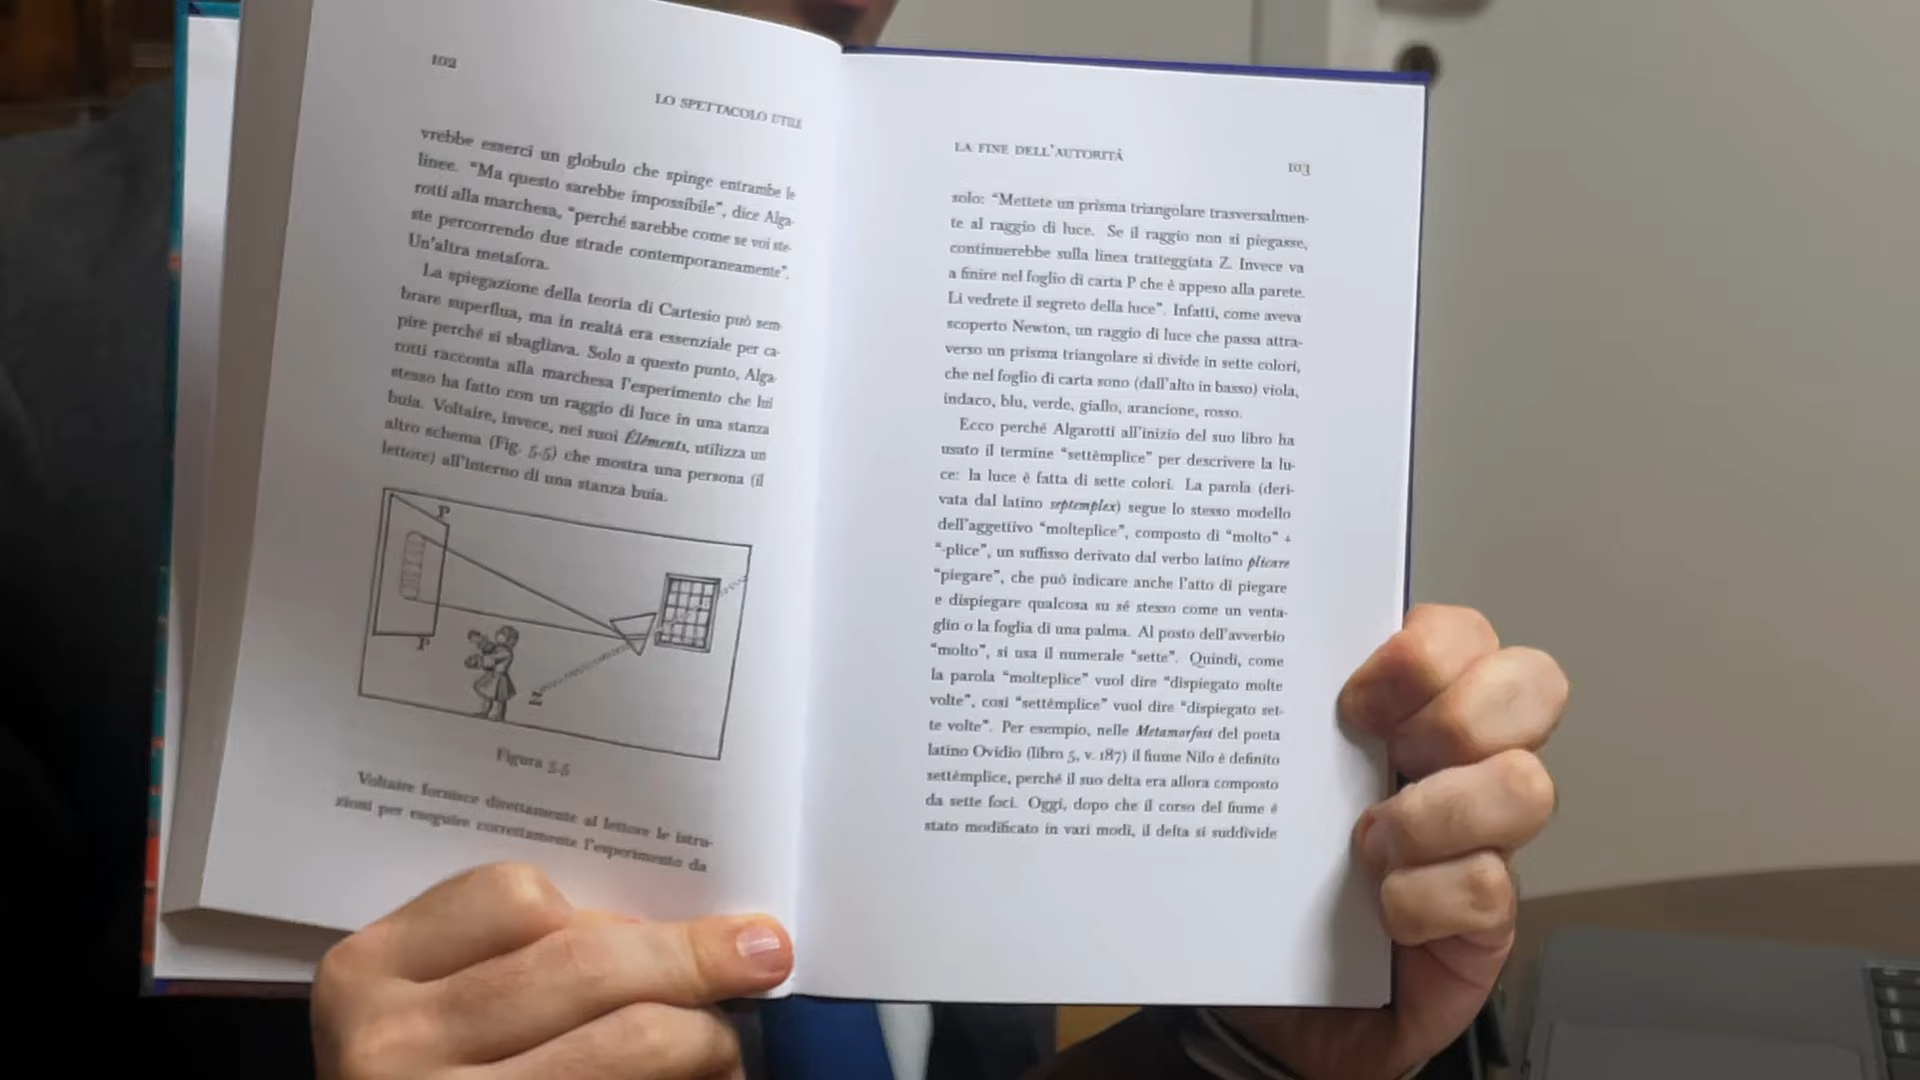 102
LO SPETTACOLO UTILE
vrebbe esserci un globulo che spinge entrambe le
linee. “Ma questo sarebbe impossibile”, dice Alga-
rotti alla marchesa, “perché sarebbe come se voi ste-
ste percorrendo due strade contemporaneamente”.
Un’altra metafora.
La spiegazione della teoria di Cartesio può sem-
brare superflua, ma in realtà era essenziale per ca-
pire perché si sbagliava. Solo a questo punto, Alga-
rotti racconta alla marchesa l’esperimento che lui
stesso ha fatto con un raggio di luce in una stanza
buia. Voltaire, invece, nei suoi Éléments, utilizza un
altro schema (Fig. 5.5) che mostra una persona (il
lettore) all’interno di una stanza buia.
P
P
Z
Figura 5.5
Voltaire fornisce direttamente al lettore le istru-
zioni per eseguire correttamente l’esperimento da
LA FINE DELL’AUTORITÀ
103
solo: “Mettete un prisma triangolare trasversalmen-
te al raggio di luce. Se il raggio non si piegasse,
continuerebbe sulla linea tratteggiata Z. Invece va
a finire nel foglio di carta P che è appeso alla parete.
Lì vedrete il segreto della luce”. Infatti, come aveva
scoperto Newton, un raggio di luce che passa attra-
verso un prisma triangolare si divide in sette colori,
che nel foglio di carta sono (dall’alto in basso) viola,
indaco, blu, verde, giallo, arancione, rosso.
Ecco perché Algarotti all’inizio del suo libro ha
usato il termine “settèmplice” per descrivere la lu-
ce: la luce è fatta di sette colori. La parola (deri-
vata dal latino septemplex) segue lo stesso modello
dell’aggettivo “molteplice”, composto di “molto” +
“-plice”, un suffisso derivato dal verbo latino plicare
“piegare”, che può indicare anche l’atto di piegare
e dispiegare qualcosa su sé stesso come un venta-
glio o la foglia di una palma. Al posto dell’avverbio
“molto”, si usa il numerale “sette”. Quindi, come
la parola “molteplice” vuol dire “dispiegato molte
volte”, così “settèmplice” vuol dire “dispiegato set-
te volte”. Per esempio, nelle Metamorfosi del poeta
latino Ovidio (libro 5, v. 187) il fiume Nilo è definito
settèmplice, perché il suo delta era allora composto
da sette foci. Oggi, dopo che il corso del fiume è
stato modificato in vari modi, il delta si suddivide